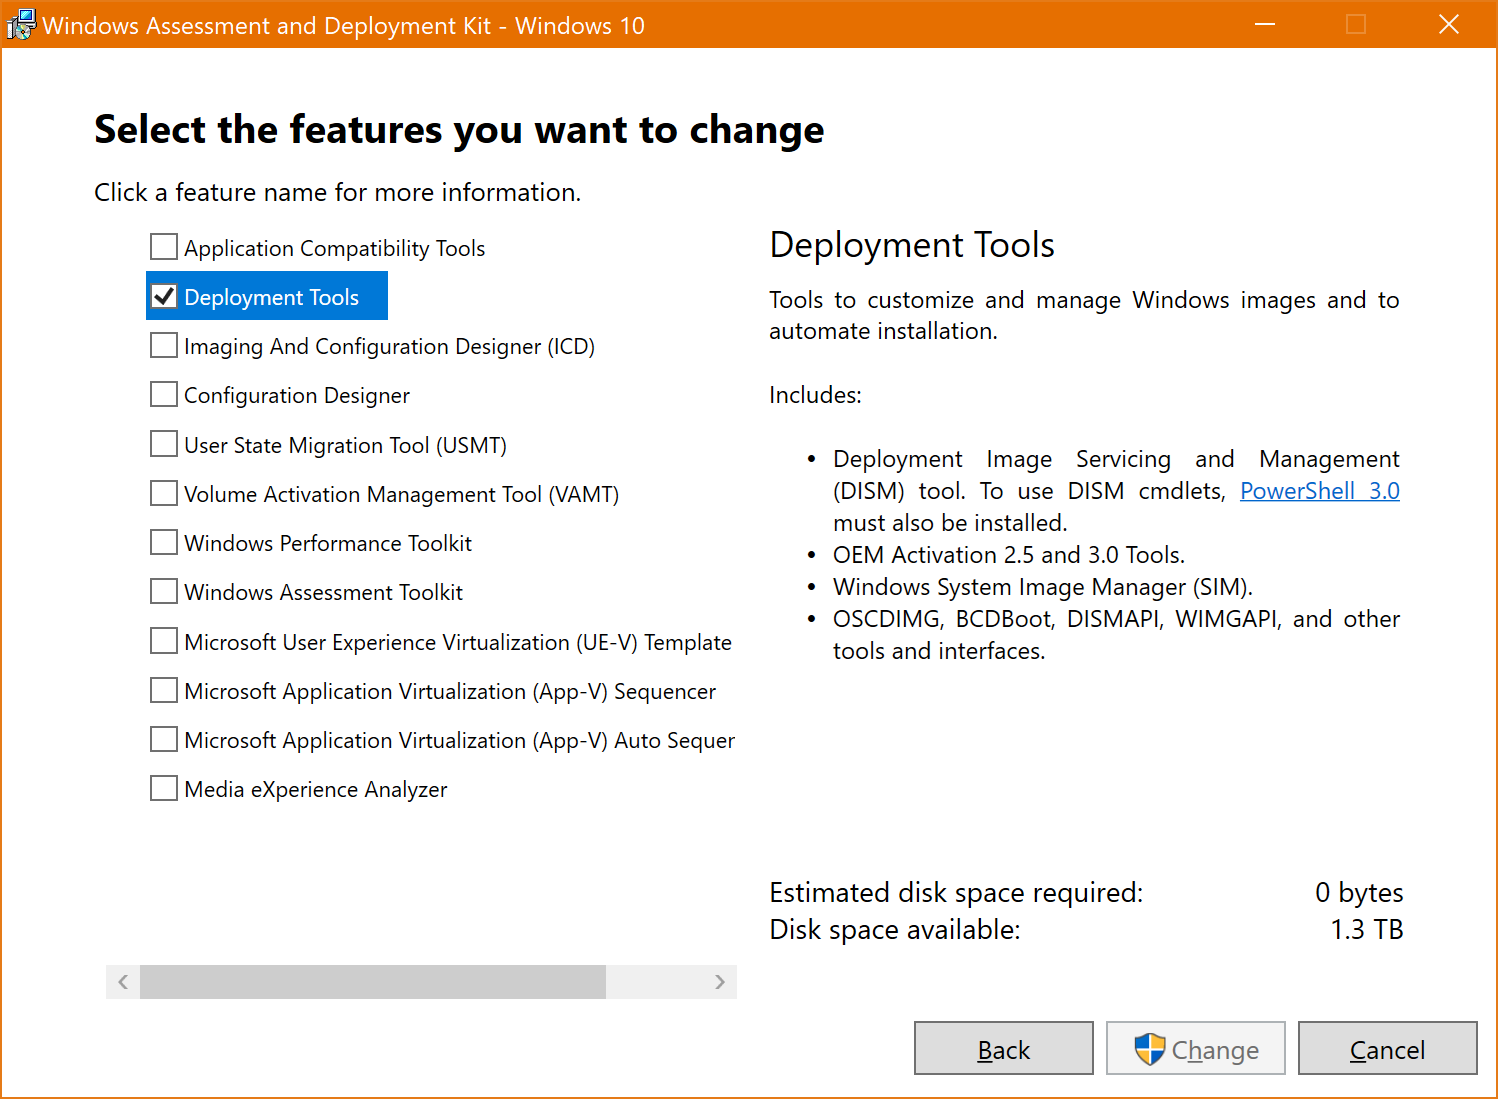 Windows Assessment and Deployment Kit - Windows 10
Select the features you want to change
Click a feature name for more information.
Application Compatibility Tools
Deployment Tools
Imaging And Configuration Designer (ICD)
Configuration Designer
User State Migration Tool (USMT)
Volume Activation Management Tool (VAMT)
Windows Performance Toolkit
Windows Assessment Toolkit
Microsoft User Experience Virtualization (UE-V) Template
Microsoft Application Virtualization (App-V) Sequencer
Microsoft Application Virtualization (App-V) Auto Sequer
Media eXperience Analyzer
Deployment Tools
Tools to customize and manage Windows images and to
automate installation.
Includes:
• Deployment Image Servicing and Management
(DISM) tool. To use DISM cmdlets, PowerShell 3.0
must also be installed.
• OEM Activation 2.5 and 3.0 Tools.
• Windows System Image Manager (SIM).
• OSCDIMG, BCDBoot, DISMAPI, WIMGAPI, and other
tools and interfaces.
Estimated disk space required: 0 bytes
Disk space available: 1.3 TB
Back Change Cancel